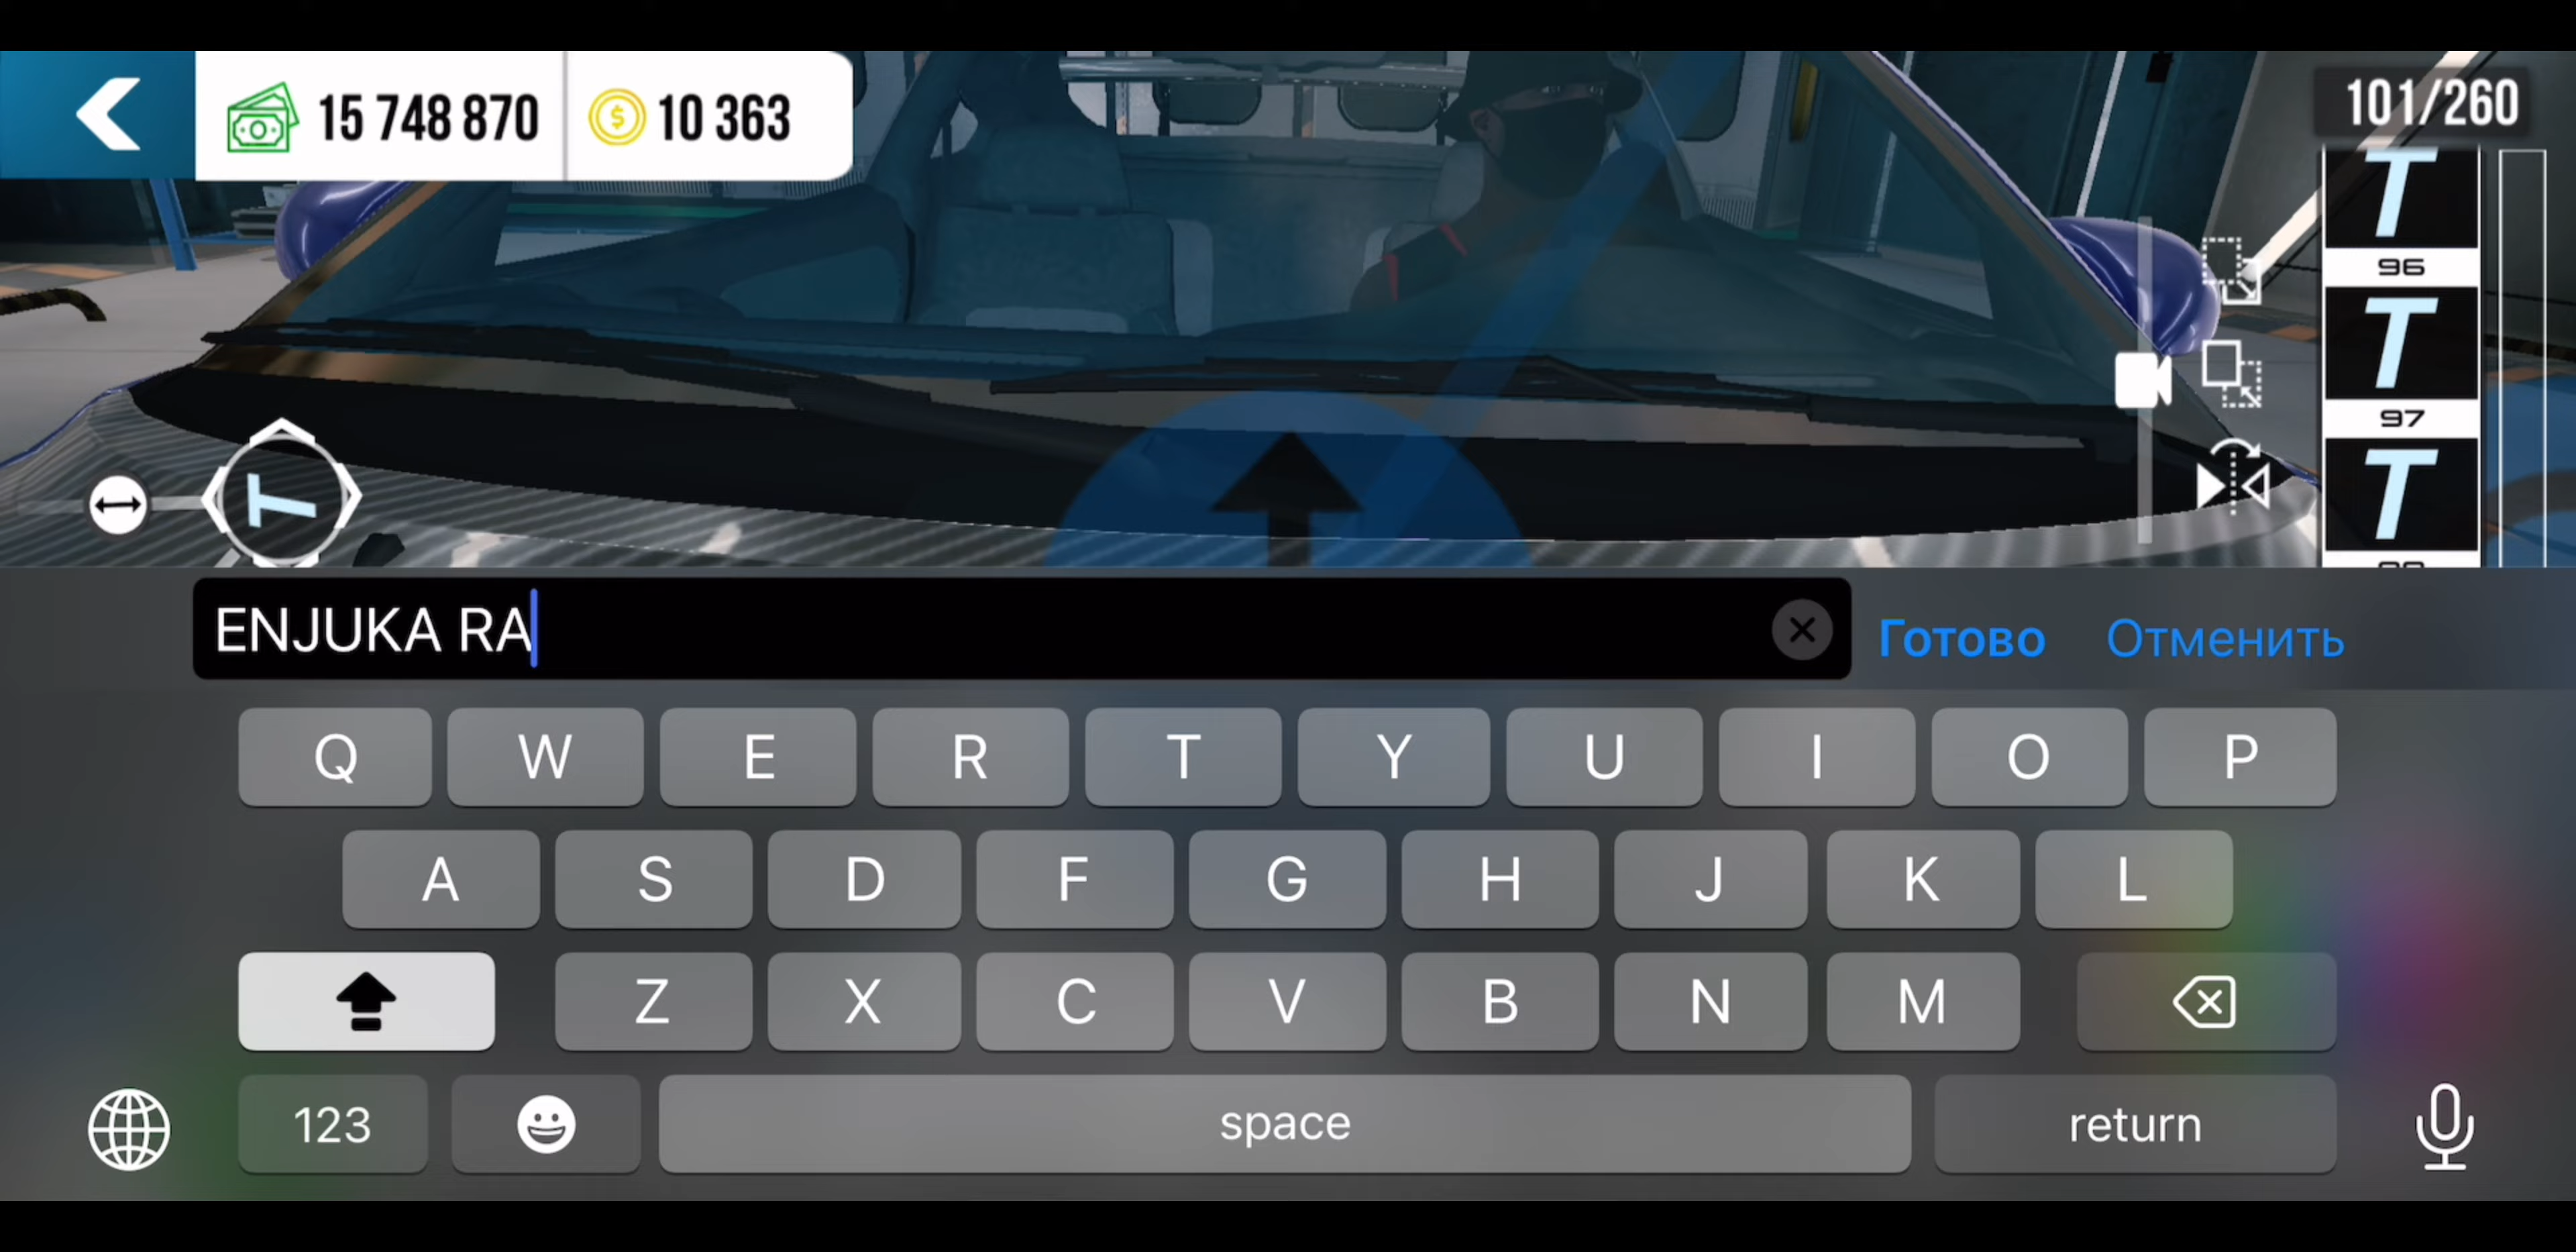 15 748 870
10 363
101/260
T
96
T
97
T
T
ENJUKA RA
Готово
Отменить
Q W E R T Y U I O P
A S D F G H J K L
Z X C V B N M
123
space
return